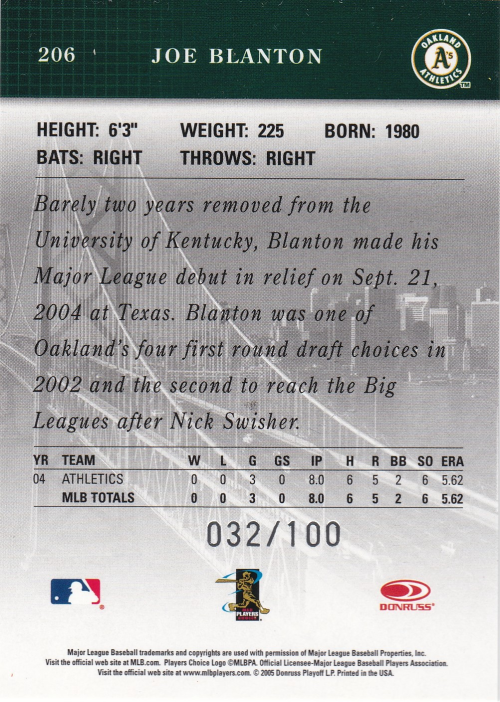 206 JOE BLANTON
OAKLAND
A's
ATHLETICS
TM
HEIGHT: 6'3" WEIGHT: 225 BORN: 1980
BATS: RIGHT THROWS: RIGHT
Barely two years removed from the
University of Kentucky, Blanton made his
Major League debut in relief on Sept. 21,
2004 at Texas. Blanton was one of
Oakland's four first round draft choices in
2002 and the second to reach the Big
Leagues after Nick Swisher.
YR TEAM W L G GS IP H R BB SO ERA
04 ATHLETICS 0 0 3 0 8.0 6 5 2 6 5.62
MLB TOTALS 0 0 3 0 8.0 6 5 2 6 5.62
032/100
PLAYERS
CHOICE
DONRUSS®
Major League Baseball trademarks and copyrights are used with permission of Major League Baseball Properties, Inc.
Visit the official web site at MLB.com. Players Choice Logo ©MLBPA. Official Licensee-Major League Baseball Players Association.
Visit the official web site at www.mlbplayers.com. © 2005 Donruss Playoff L.P. Printed in the USA.